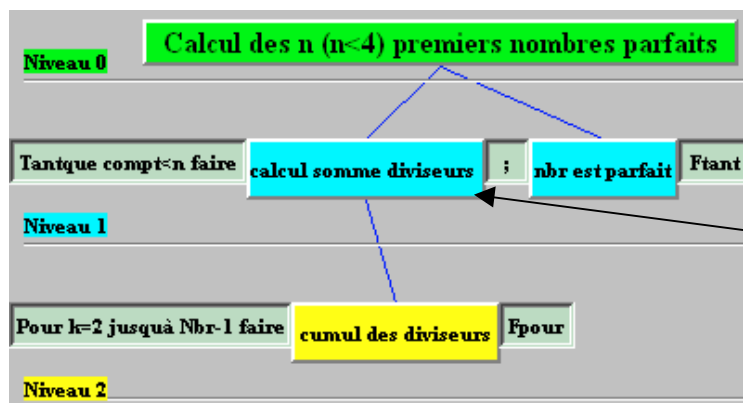 Calcul des n (n<4) premiers nombres parfaits
Niveau 0
Tantque compt<n faire calcul somme diviseurs ; nbr est parfait Ftant
Niveau 1
Pour k=2 jusquà Nbr-1 faire cumul des diviseurs Fpour
Niveau 2